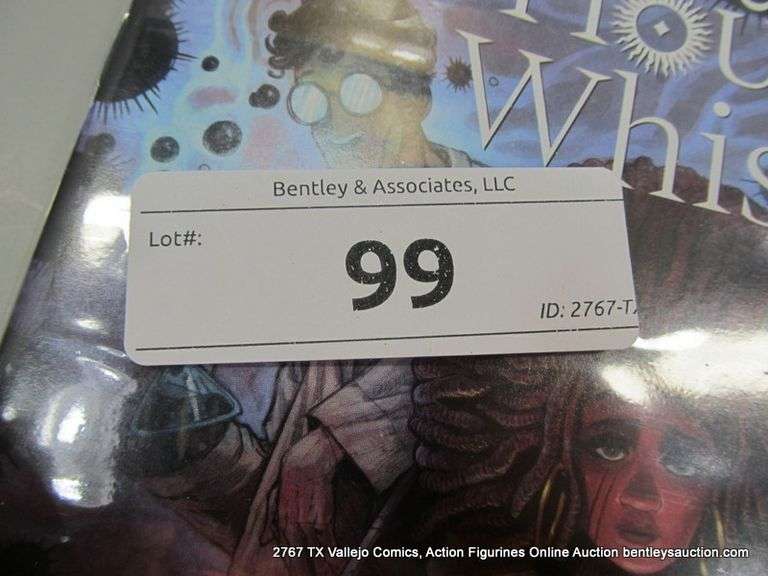 Whis
Bentley & Associates, LLC
Lot#:
99
ID: 2767-T
2767 TX Vallejo Comics, Action Figurines Online Auction bentleysauction.com